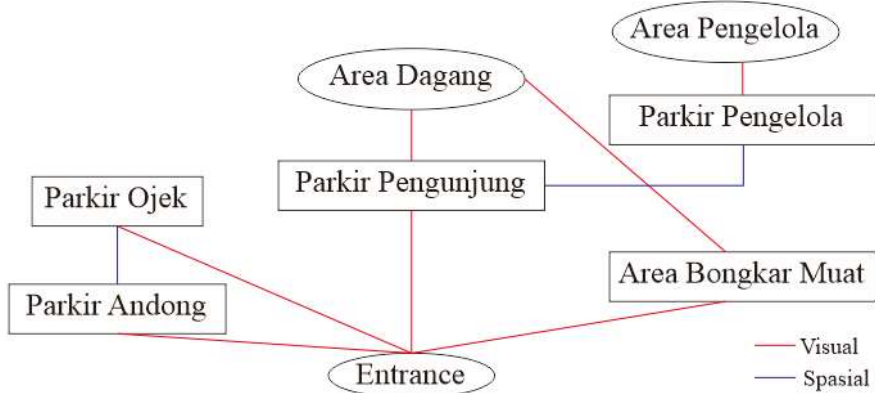 Area Pengelola
Area Dagang
Parkir Pengelola
Parkir Pengunjung
Parkir Ojek
Area Bongkar Muat
Parkir Andong
Entrance
Visual
Spasial